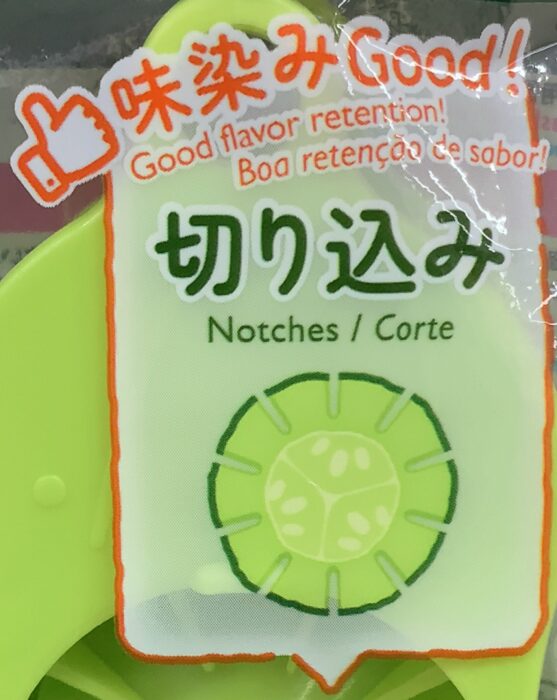 味染みGood!
Good flavor retention!
Boa retenção de sabor!
切り込み
Notches / Corte